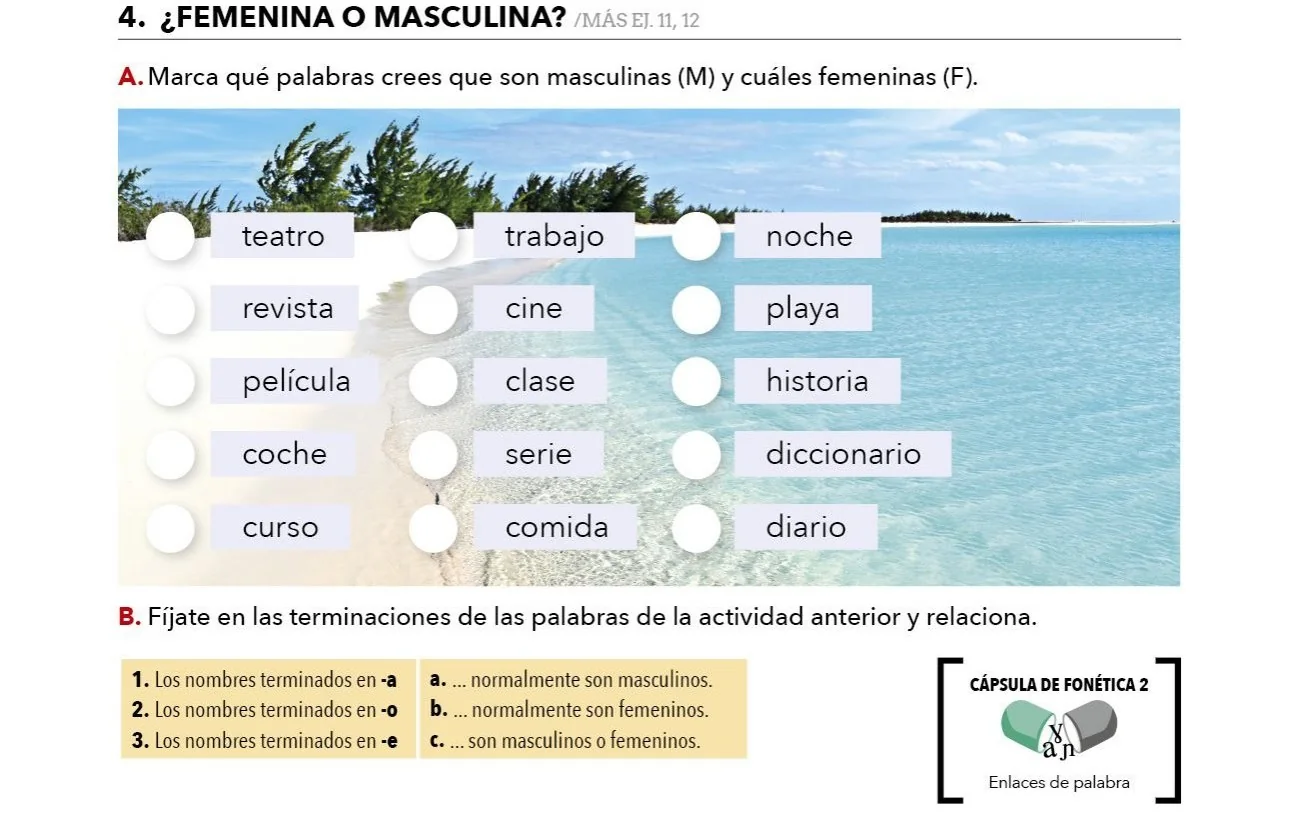 4. ¿FEMENINA O MASCULINA? /MÁS EJ. 11, 12
A. Marca qué palabras crees que son masculinas (M) y cuáles femeninas (F).
teatro trabajo noche
revista cine playa
película clase historia
coche serie diccionario
curso comida diario
B. Fíjate en las terminaciones de las palabras de la actividad anterior y relaciona.
1. Los nombres terminados en -a
2. Los nombres terminados en -o
3. Los nombres terminados en -e
a. ... normalmente son masculinos.
b. ... normalmente son femeninos.
c. ... son masculinos o femeninos.
CÁPSULA DE FONÉTICA 2
ɣ
a ɲ
Enlaces de palabra